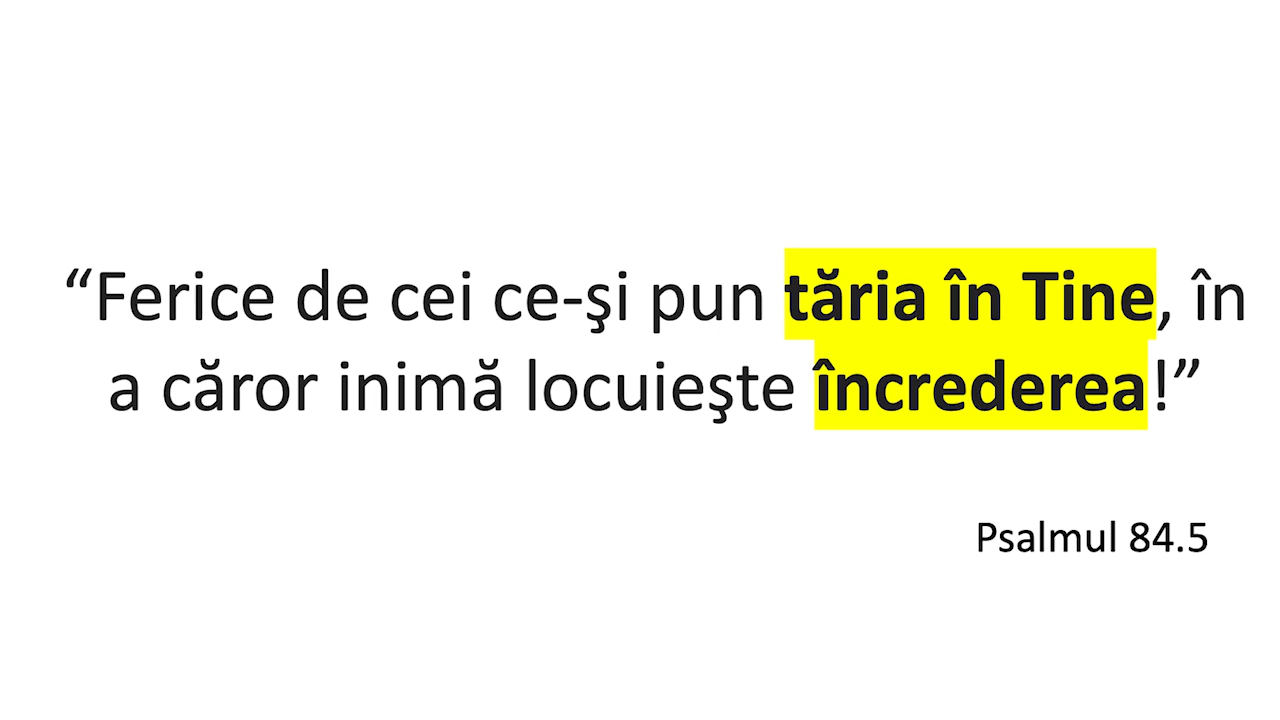 “Ferice de cei ce-şi pun tăria în Tine, în
a căror inimă locuieşte încrederea!”
Psalmul 84.5